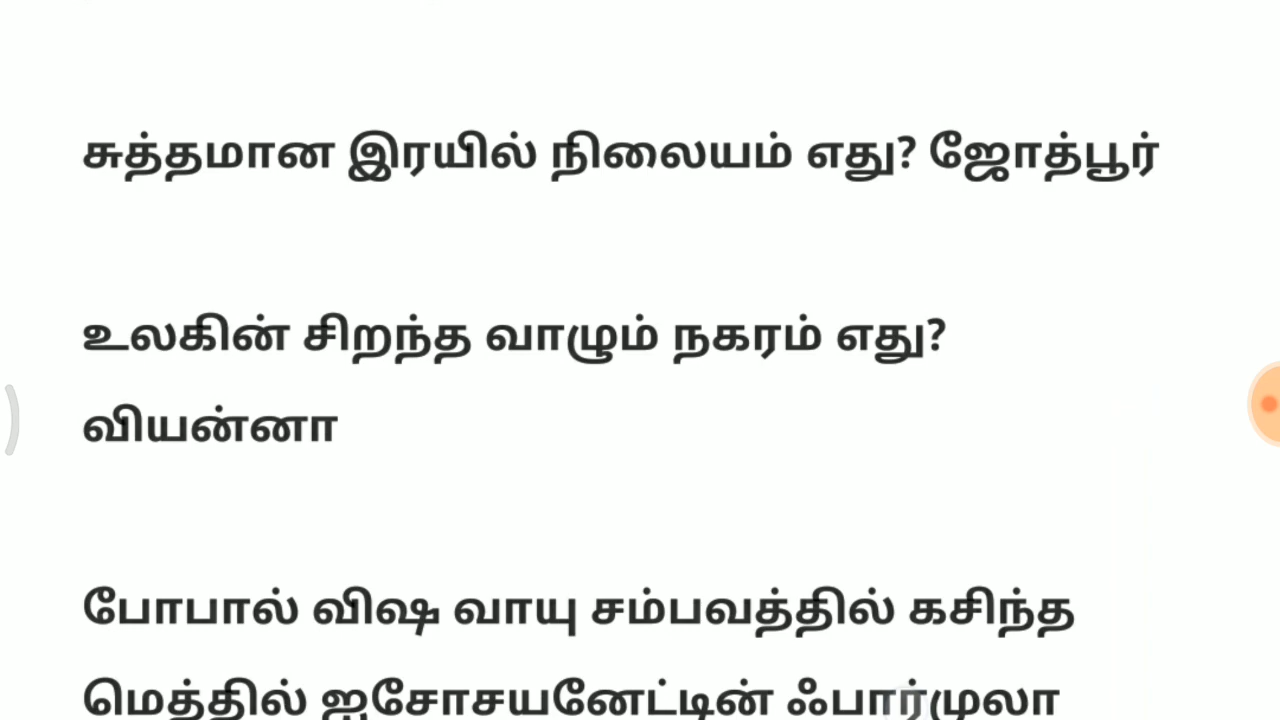 சுத்தமான இரயில் நிலையம் எது? ஜோத்பூர்
உலகின் சிறந்த வாழும் நகரம் எது?
வியன்னா
போபால் விஷ வாயு சம்பவத்தில் கசிந்த
மெத்தில் ஐசோசயனேட்டின் ஃபார்முலா